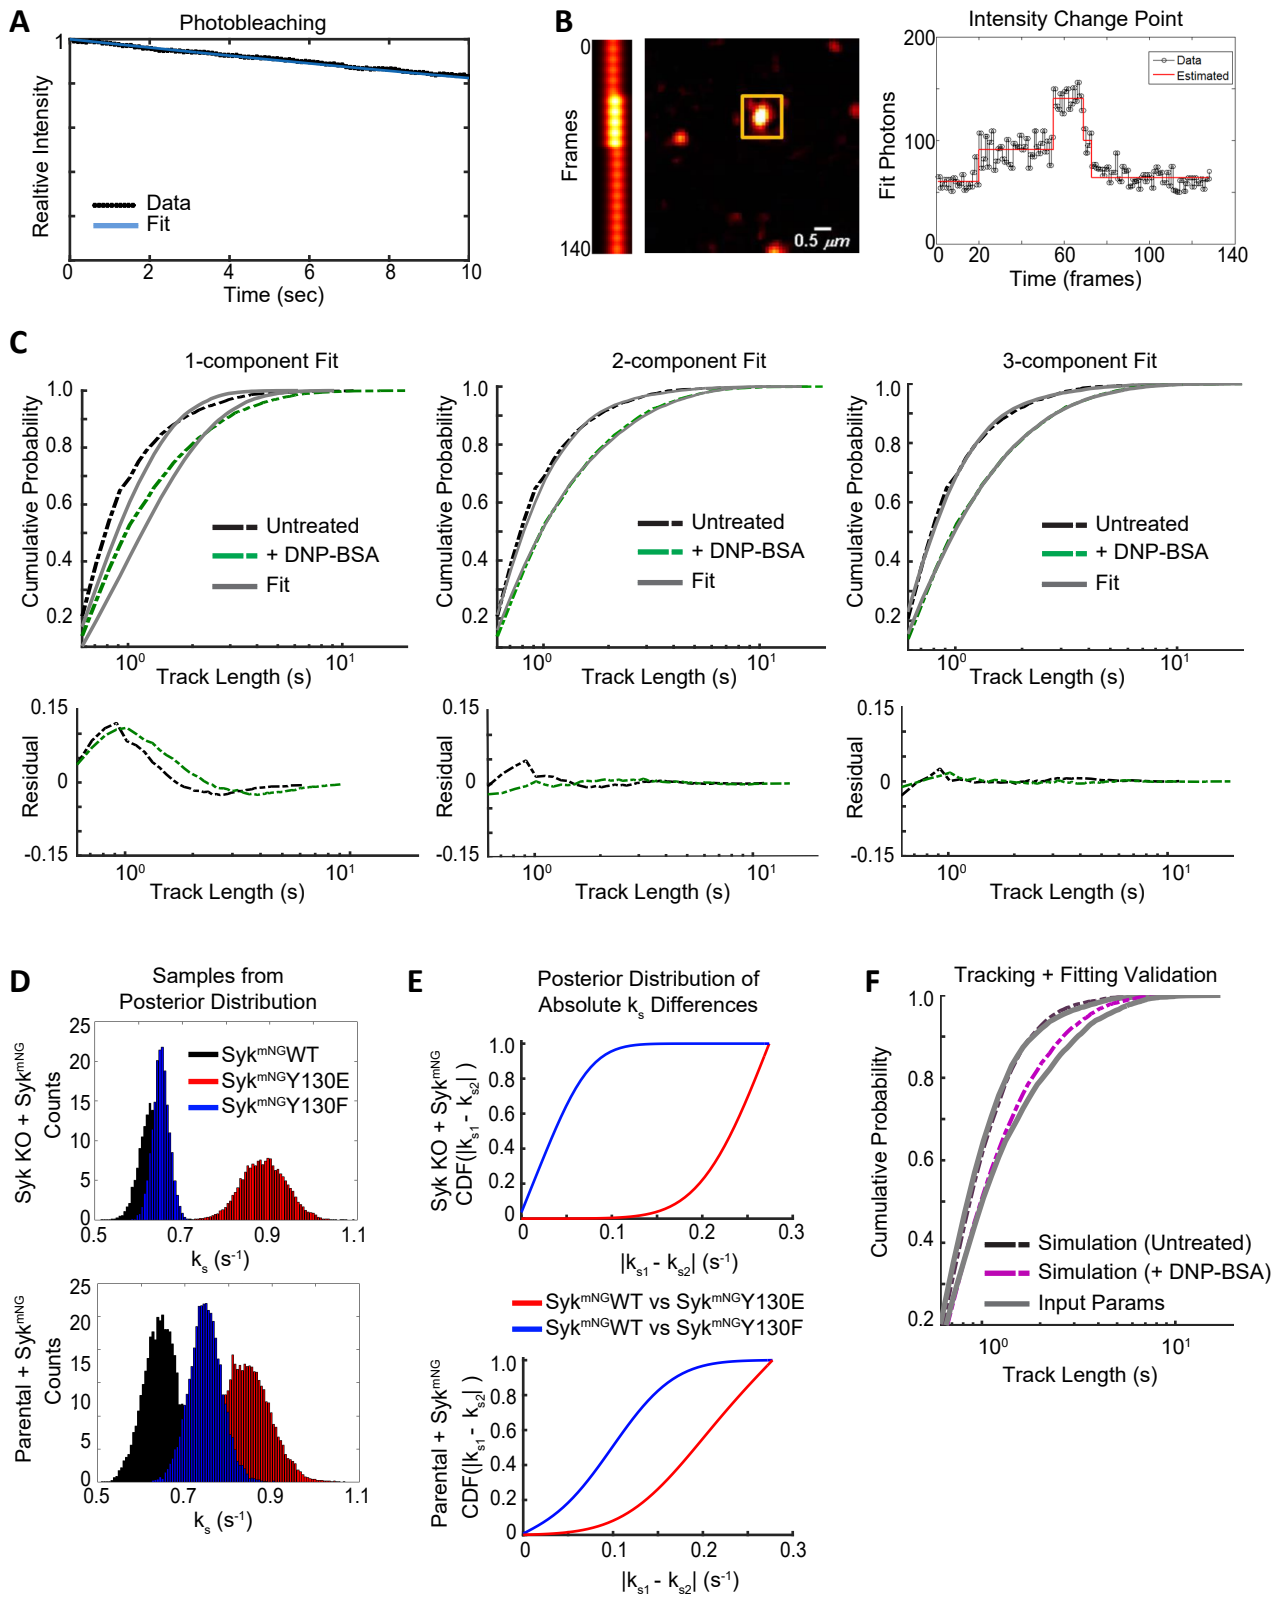 A
Photobleaching
1
Realtive Intensity
Data
Fit
0 2 4 6 8 10
Time (sec)
B
0
Frames
140
0.5 μm
Intensity Change Point
200
100
0
Fit Photons
Data
Estimated
0 20 60 100 140
Time (frames)
C
1-component Fit
1.0
0.8
0.6
0.4
0.2
Cumulative Probability
Untreated
+ DNP-BSA
Fit
10⁰ 10¹
Track Length (s)
0.15
0
-0.15
Residual
10⁰ 10¹
Track Length (s)
2-component Fit
1.0
0.8
0.6
0.4
0.2
Cumulative Probability
Untreated
+ DNP-BSA
Fit
10⁰ 10¹
Track Length (s)
0.15
0
-0.15
Residual
10⁰ 10¹
Track Length (s)
3-component Fit
1.0
0.8
0.6
0.4
0.2
Cumulative Probability
Untreated
+ DNP-BSA
Fit
10⁰ 10¹
Track Length (s)
0.15
0
-0.15
Residual
10⁰ 10¹
Track Length (s)
D
Samples from
Posterior Distribution
Syk KO + Syk^mNG
Counts
25
20
15
10
5
0
Syk^mNG WT
Syk^mNG Y130E
Syk^mNG Y130F
0.5 0.7 0.9 1.1
k_s (s⁻¹)
Parental + Syk^mNG
Counts
25
20
15
10
5
0
0.5 0.7 0.9 1.1
k_s (s⁻¹)
E
Posterior Distribution of
Absolute k_s Differences
Syk KO + Syk^mNG
CDF(|k_s1 - k_s2|)
1.0
0.8
0.6
0.4
0.2
0
0 0.1 0.2 0.3
|k_s1 - k_s2| (s⁻¹)
Syk^mNG WT vs Syk^mNG Y130E
Syk^mNG WT vs Syk^mNG Y130F
Parental + Syk^mNG
CDF(|k_s1 - k_s2|)
1.0
0.8
0.6
0.4
0.2
0
0 0.1 0.2 0.3
|k_s1 - k_s2| (s⁻¹)
F
Tracking + Fitting Validation
1.0
0.8
0.6
0.4
0.2
Cumulative Probability
Simulation (Untreated)
Simulation (+ DNP-BSA)
Input Params
10⁰ 10¹
Track Length (s)